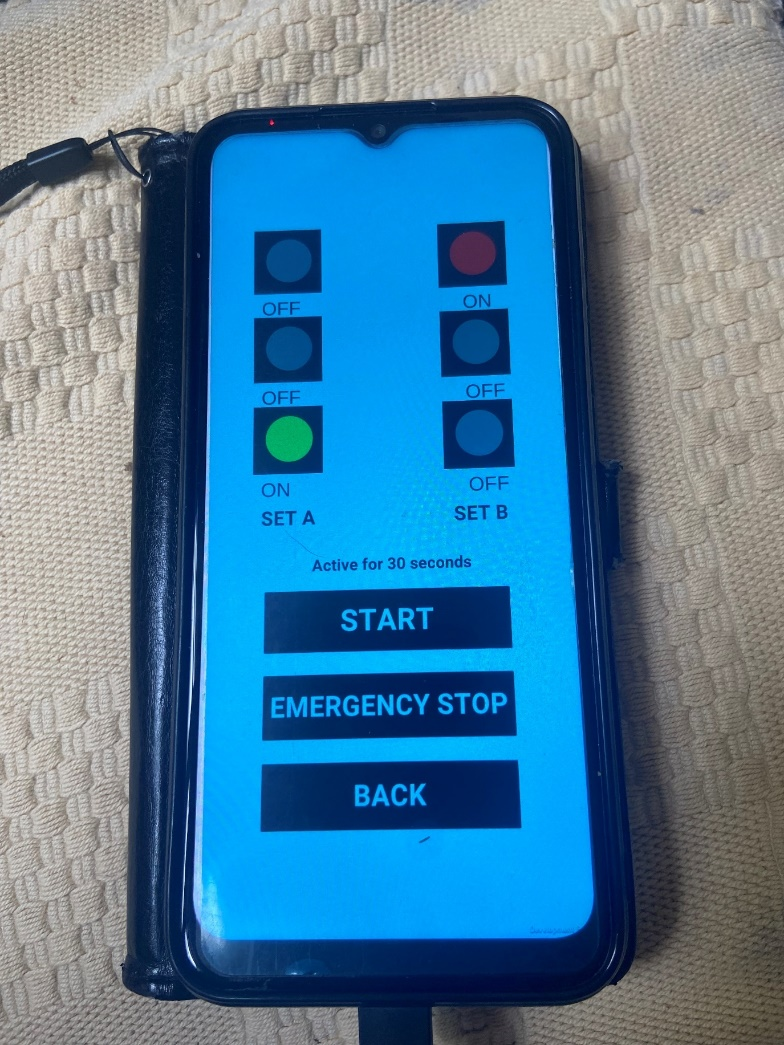 OFF
ON
OFF
OFF
ON
OFF
SET A
SET B
Active for 30 seconds
START
EMERGENCY STOP
BACK